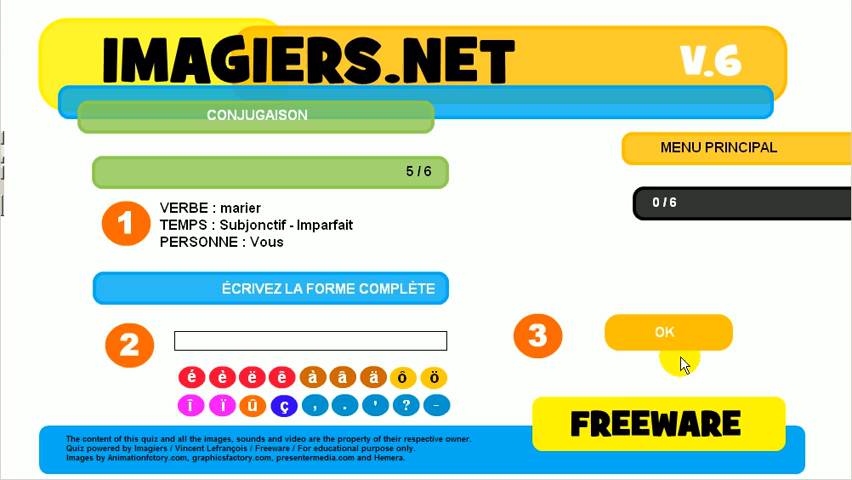 IMAGIERS.NET
V.6
CONJUGAISON
MENU PRINCIPAL
5 / 6
0 / 6
1
VERBE : marier
TEMPS : Subjonctif - Imparfait
PERSONNE : Vous
ÉCRIVEZ LA FORME COMPLÈTE
2
3
OK
é è ë ê à â ä ô ö
î ï û ç , . ' ? -
FREEWARE
The content of this quiz and all the images, sounds and video are the property of their respective owner.
Quiz powered by Imagiers / Vincent Lefrançois / Freeware / For educational purpose only.
Images by Animationfctory.com, graphicsfactory.com, presentermedia.com and Hemera.